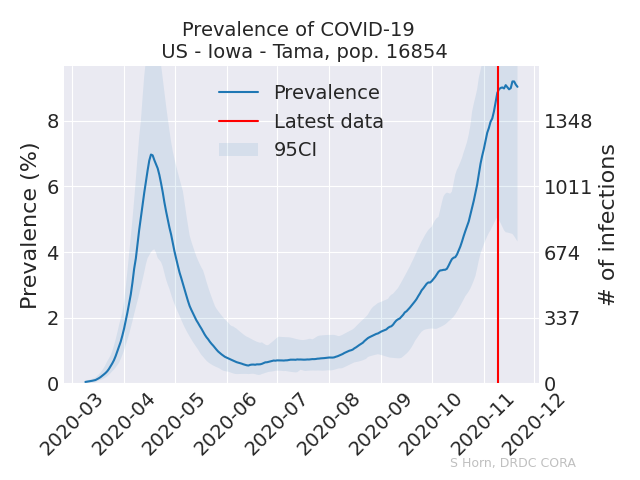 Prevalence of COVID-19
US - Iowa - Tama, pop. 16854
Prevalence
Latest data
95CI
Prevalence (%)
8
6
4
2
0
1348
1011
674
337
0
# of infections
2020-03
2020-04
2020-05
2020-06
2020-07
2020-08
2020-09
2020-10
2020-11
2020-12
S Horn, DRDC CORA